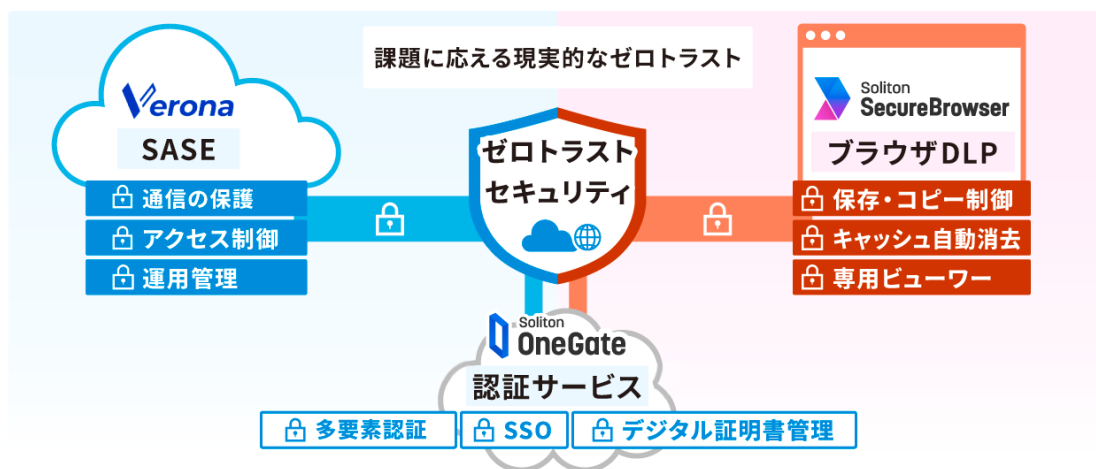 課題に応える現実的なゼロトラスト
Verona
SASE
通信の保護
アクセス制御
運用管理
ゼロトラスト
セキュリティ
Soliton
SecureBrowser
ブラウザDLP
保存・コピー制御
キャッシュ自動消去
専用ビューワー
Soliton
OneGate
認証サービス
多要素認証
SSO
デジタル証明書管理